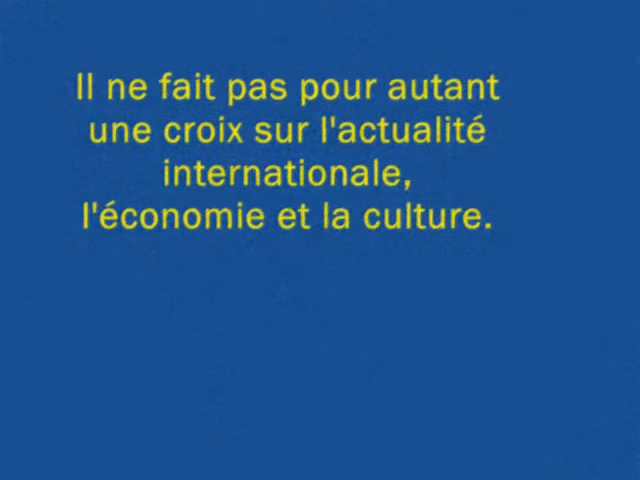 Il ne fait pas pour autant
une croix sur l'actualité
internationale,
l'économie et la culture.